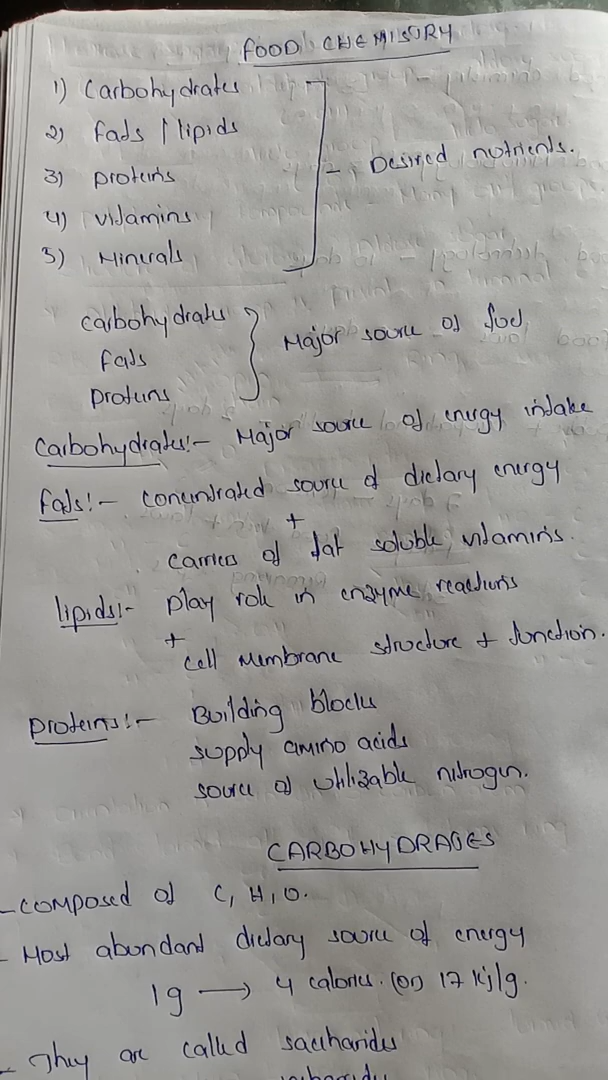 FOOD CHEMISTRY
1) Carbohydrates
2) Fats / lipids
3) proteins
4) vitamins
5) Minerals
- Desired nutrients.
carbohydrates
fats
proteins
Major source of food
Carbohydrates:- Major source of energy intake
Fats:- concentrated source of dietary energy
+
carriers of fat soluble vitamins.
lipids:- play role in enzyme reactions
+
cell membrane structure + function.
Proteins:- Building blocks
supply amino acids
source of utilizable nitrogen.
CARBOHYDRATES
- composed of C, H, O.
- Most abundant dietary source of energy
1g → 4 calories. (or) 17 kj/g.
- They are called saccharides